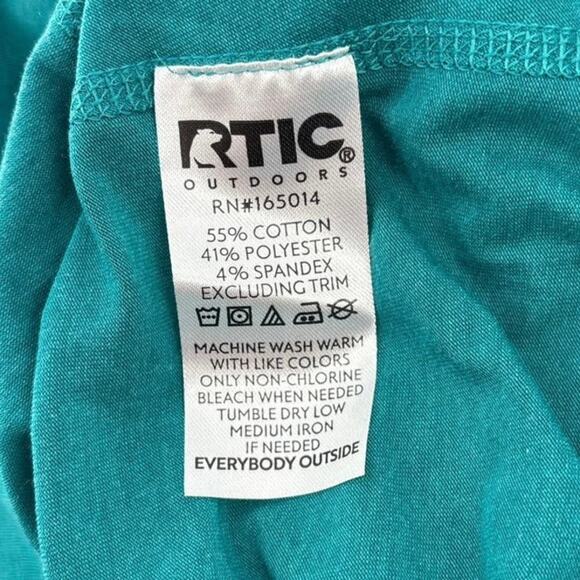 RTIC®
OUTDOORS
RN#165014
55% COTTON
41% POLYESTER
4% SPANDEX
EXCLUDING TRIM
MACHINE WASH WARM
WITH LIKE COLORS
ONLY NON-CHLORINE
BLEACH WHEN NEEDED
TUMBLE DRY LOW
MEDIUM IRON
IF NEEDED
EVERYBODY OUTSIDE